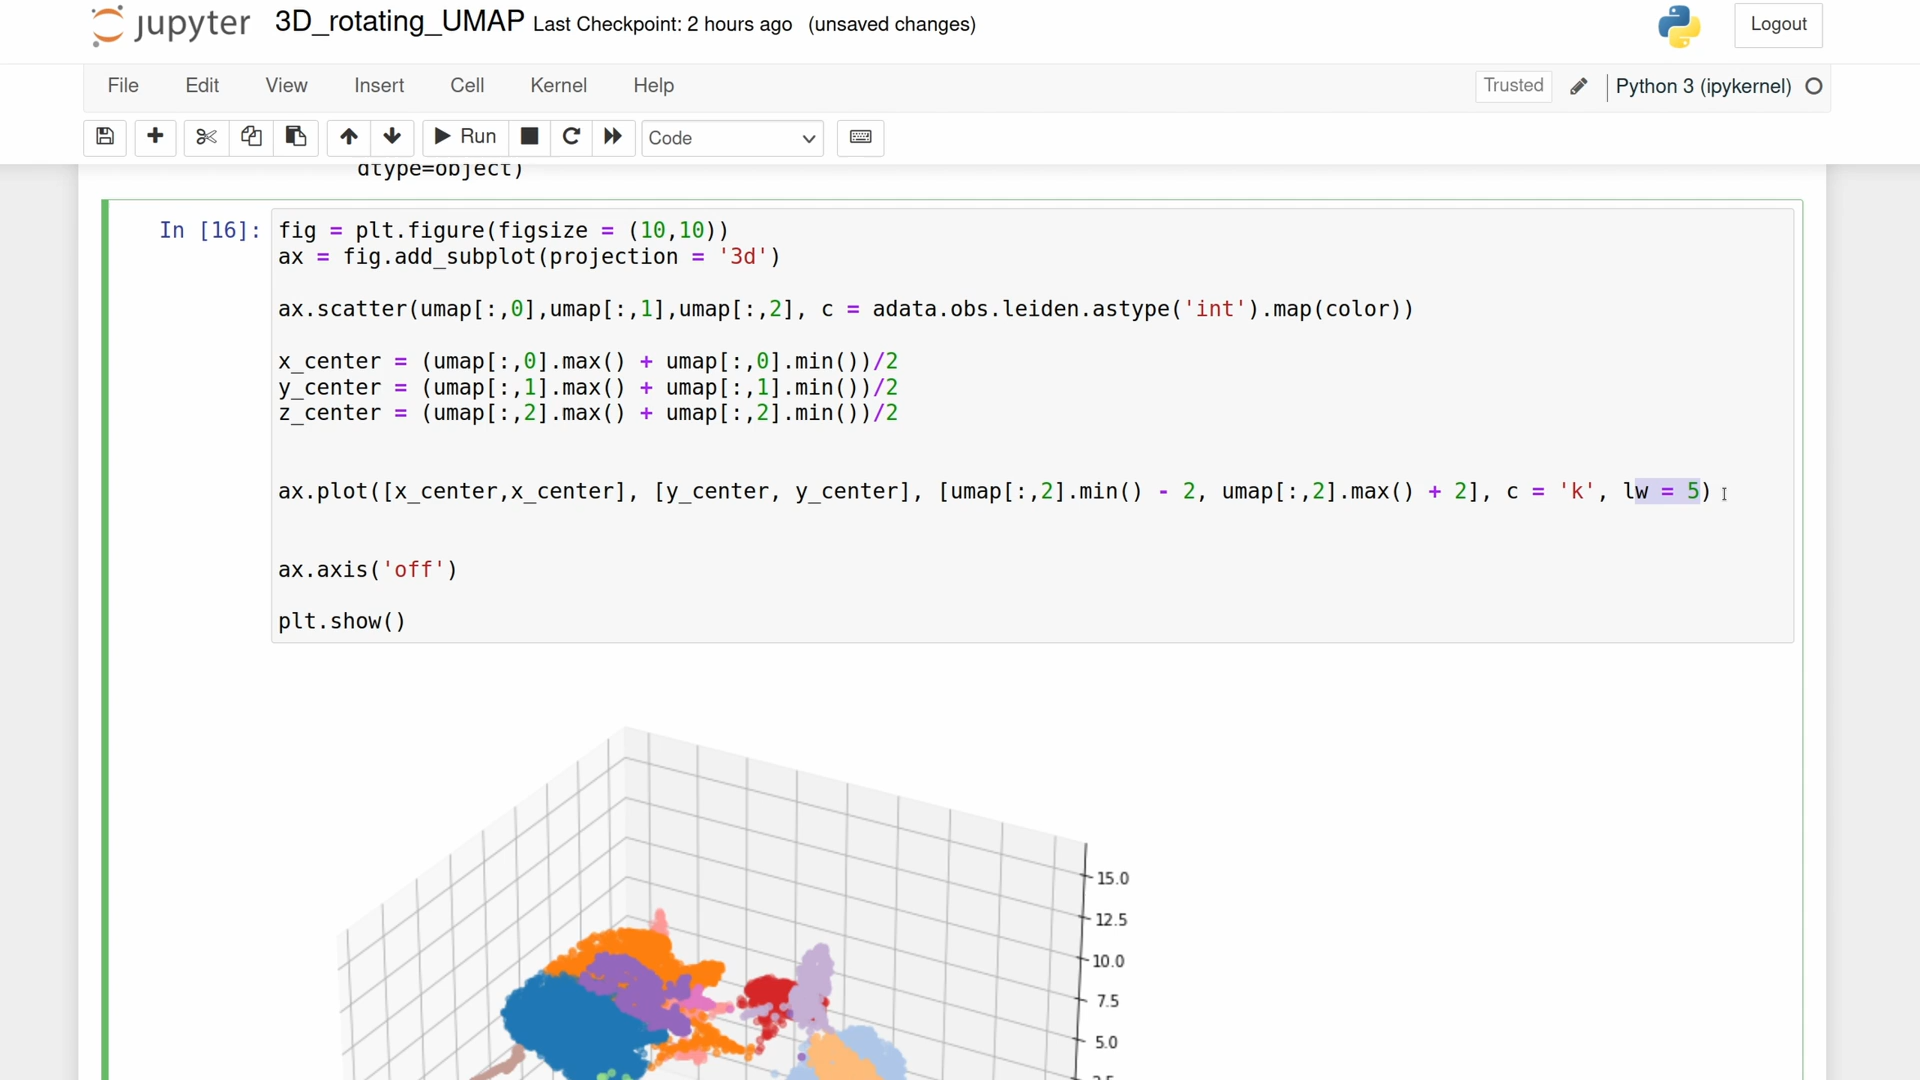 jupyter 3D_rotating_UMAP Last Checkpoint: 2 hours ago (unsaved changes) Logout
File Edit View Insert Cell Kernel Help Trusted Python 3 (ipykernel)
Run Code
dtype=object)
In [16]: fig = plt.figure(figsize = (10,10))
ax = fig.add_subplot(projection = '3d')
ax.scatter(umap[:,0],umap[:,1],umap[:,2], c = adata.obs.leiden.astype('int').map(color))
x_center = (umap[:,0].max() + umap[:,0].min())/2
y_center = (umap[:,1].max() + umap[:,1].min())/2
z_center = (umap[:,2].max() + umap[:,2].min())/2
ax.plot([x_center,x_center], [y_center, y_center], [umap[:,2].min() - 2, umap[:,2].max() + 2], c = 'k', lw = 5)
ax.axis('off')
plt.show()
15.0
12.5
10.0
7.5
5.0